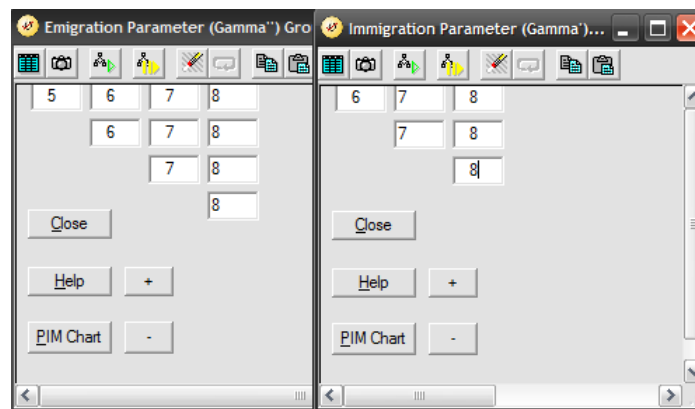 Emigration Parameter (Gamma'') Gro
5 6 7 8
6 7 8
7 8
8
Close
Help +
PIM Chart -
Immigration Parameter (Gamma')...
6 7 8
7 8
8
Close
Help +
PIM Chart -